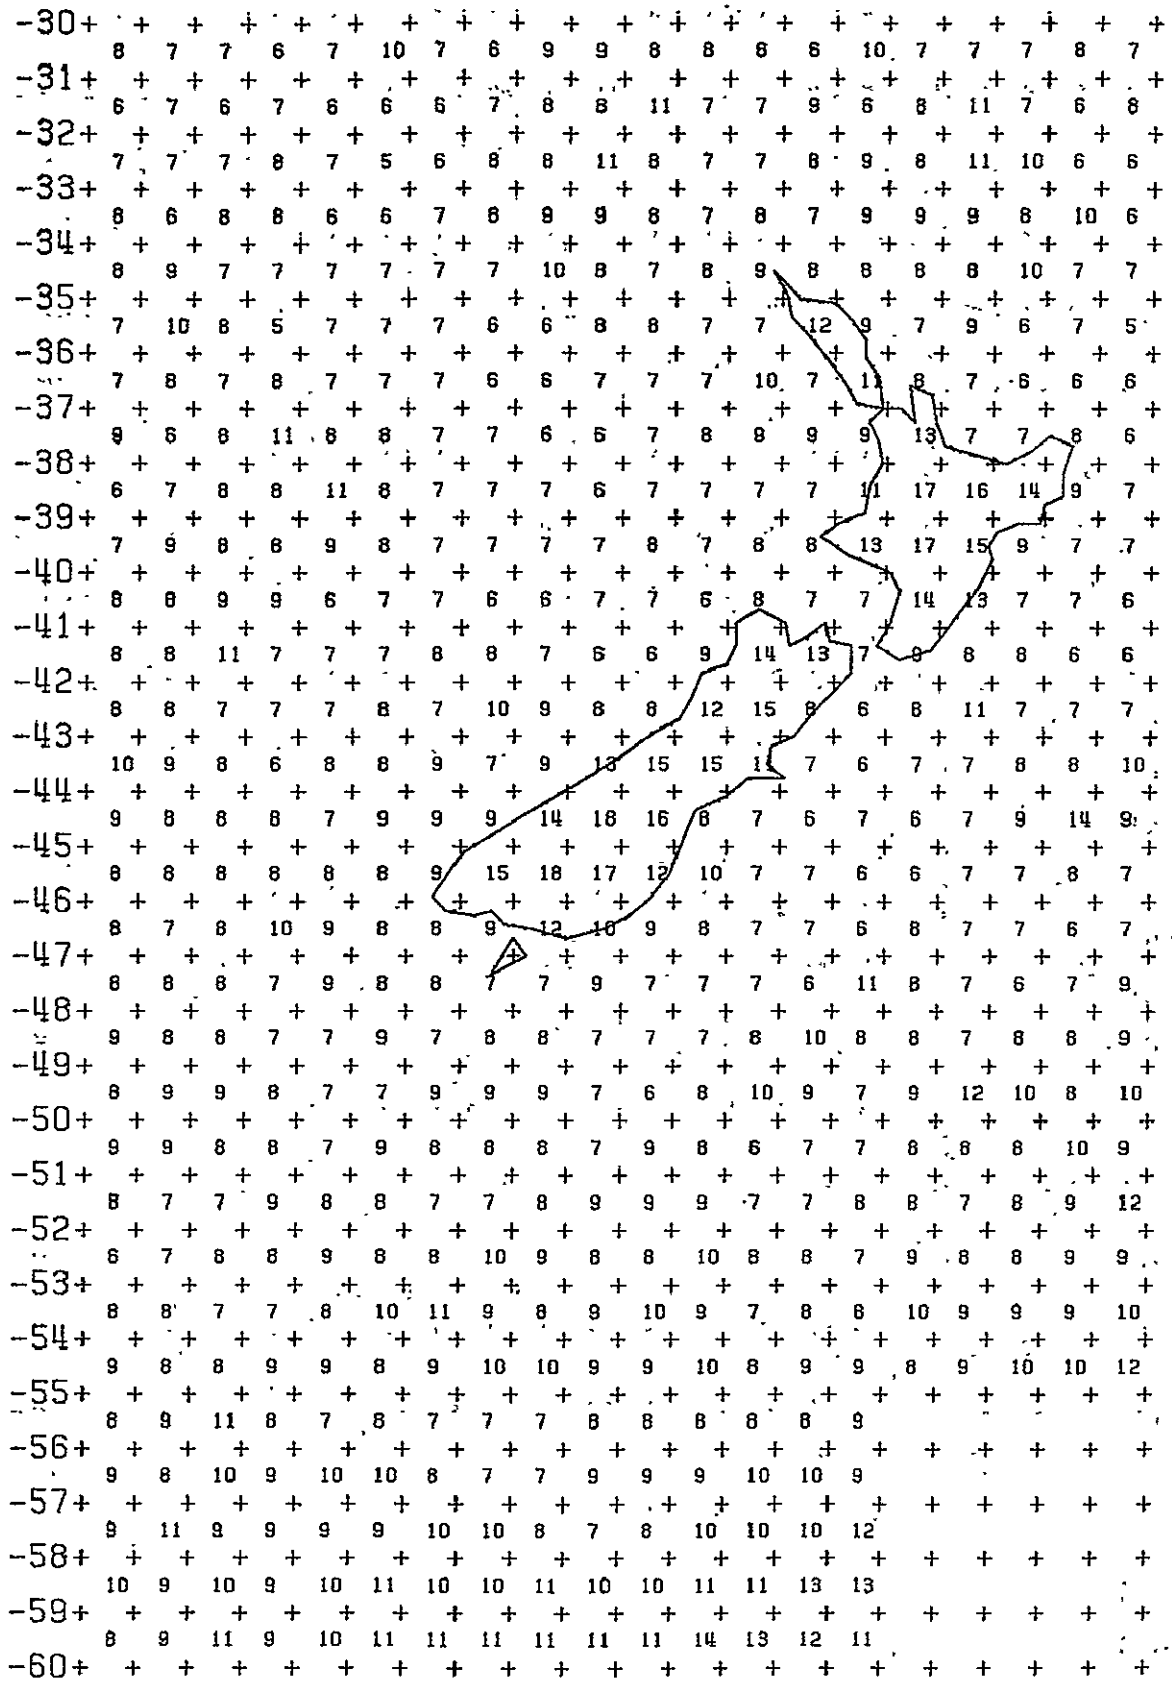 -30+ + + + + + + + + + + + + + + + + + + + +
8 7 7 6 7 10 7 6 9 9 8 8 8 6 10 7 7 7 8 7
-31+ + + + + + + + + + + + + + + + + + + + +
6 7 6 7 6 6 6 7 8 8 11 7 7 9 6 8 11 7 6 8
-32+ + + + + + + + + + + + + + + + + + + + +
7 7 7 8 7 5 6 8 8 11 8 7 7 8 9 8 11 10 6 6
-33+ + + + + + + + + + + + + + + + + + + + +
8 6 8 8 6 6 7 8 9 9 8 7 8 7 9 9 9 8 10 6
-34+ + + + + + + + + + + + + + + + + + + + +
8 9 7 7 7 7 7 7 10 8 7 8 9 8 8 8 8 10 7 7
-35+ + + + + + + + + + + + + + + + + + + + +
7 10 8 5 7 7 7 6 6 8 8 7 7 12 9 7 9 6 7 5
-36+ + + + + + + + + + + + + + + + + + + + +
7 8 7 8 7 7 7 6 6 7 7 7 10 7 11 8 7 6 6 6
-37+ + + + + + + + + + + + + + + + + + + + +
9 6 8 11 8 8 7 7 6 6 7 8 8 9 9 13 7 7 8 6
-38+ + + + + + + + + + + + + + + + + + + + +
6 7 8 8 11 8 7 7 7 6 7 7 7 7 11 17 16 14 9 7
-39+ + + + + + + + + + + + + + + + + + + + +
7 9 8 6 9 8 7 7 7 7 8 7 8 8 13 17 15 9 7 7
-40+ + + + + + + + + + + + + + + + + + + + +
8 8 9 9 6 7 7 6 6 7 7 6 8 7 7 14 13 7 7 6
-41+ + + + + + + + + + + + + + + + + + + + +
8 8 11 7 7 7 8 8 7 6 6 9 14 13 7 9 8 8 6 6
-42+ + + + + + + + + + + + + + + + + + + + +
8 8 7 7 7 8 7 10 9 8 8 12 15 8 6 8 11 7 7 7
-43+ + + + + + + + + + + + + + + + + + + + +
10 9 8 6 8 8 9 7 9 13 15 15 11 7 6 7 7 8 8 10
-44+ + + + + + + + + + + + + + + + + + + + +
9 8 8 8 7 9 9 9 14 18 16 8 7 6 7 6 7 9 14 9
-45+ + + + + + + + + + + + + + + + + + + + +
8 8 8 8 8 8 9 15 18 17 12 10 7 7 6 6 7 7 8 7
-46+ + + + + + + + + + + + + + + + + + + + +
8 7 8 10 9 8 8 9 12 10 9 8 7 7 6 8 7 7 6 7
-47+ + + + + + + + + + + + + + + + + + + + +
8 8 8 7 9 8 8 7 7 9 7 7 7 6 11 8 7 6 7 9
-48+ + + + + + + + + + + + + + + + + + + + +
9 8 8 7 7 9 7 8 8 7 7 7 8 10 8 8 7 8 8 9
-49+ + + + + + + + + + + + + + + + + + + + +
8 9 9 8 7 7 9 9 9 7 6 8 10 9 7 9 12 10 8 10
-50+ + + + + + + + + + + + + + + + + + + + +
9 9 8 8 7 9 8 8 8 7 9 8 6 7 7 8 8 8 10 9
-51+ + + + + + + + + + + + + + + + + + + + +
8 7 7 9 8 8 7 7 8 9 9 9 7 7 8 8 7 8 9 12
-52+ + + + + + + + + + + + + + + + + + + + +
6 7 8 8 9 8 8 10 9 8 8 10 8 8 7 9 8 8 9 9
-53+ + + + + + + + + + + + + + + + + + + + +
8 8 7 7 8 10 11 9 8 9 10 9 7 8 6 10 9 9 9 10
-54+ + + + + + + + + + + + + + + + + + + + +
9 8 8 9 9 8 9 10 10 9 9 10 8 9 9 8 9 10 10 12
-55+ + + + + + + + + + + + + + + + + + + + +
8 9 11 8 7 8 7 7 7 8 8 8 8 8 9
-56+ + + + + + + + + + + + + + + + + + + + +
9 8 10 9 10 10 8 7 7 9 9 9 10 10 9
-57+ + + + + + + + + + + + + + + + + + + + +
9 11 9 9 9 9 10 10 8 7 8 10 10 10 12
-58+ + + + + + + + + + + + + + + + + + + + +
10 9 10 9 10 11 10 10 11 10 10 11 11 13 13
-59+ + + + + + + + + + + + + + + + + + + + +
8 9 11 9 10 11 11 11 11 11 11 14 13 12 11
-60+ + + + + + + + + + + + + + + + + + + + +